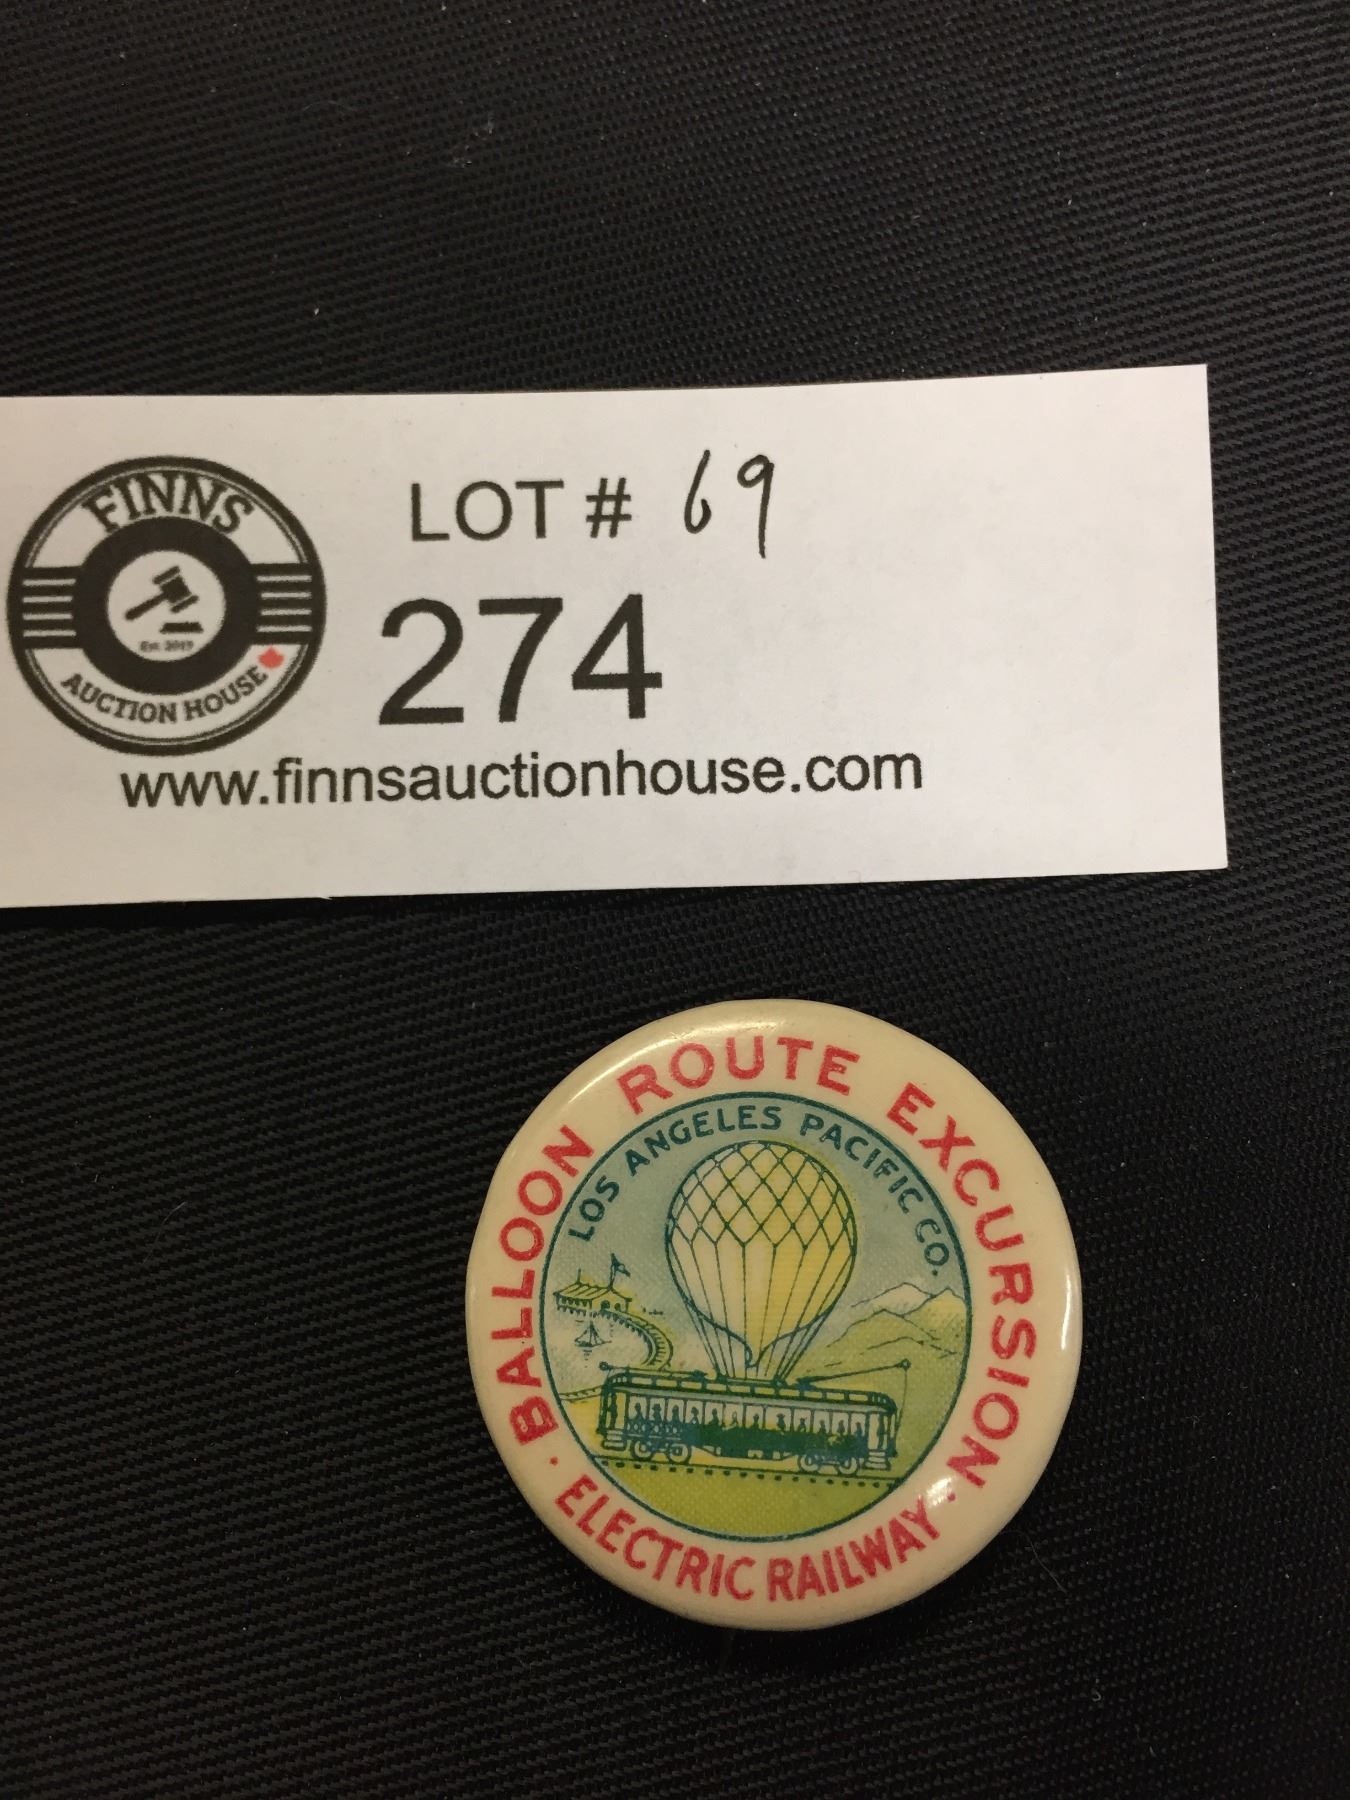 FINNS
Est. 2019
AUCTION HOUSE
LOT # 69
274
www.finnsauctionhouse.com
BALLOON ROUTE EXCURSION
LOS ANGELES PACIFIC CO.
· ELECTRIC RAILWAY ·